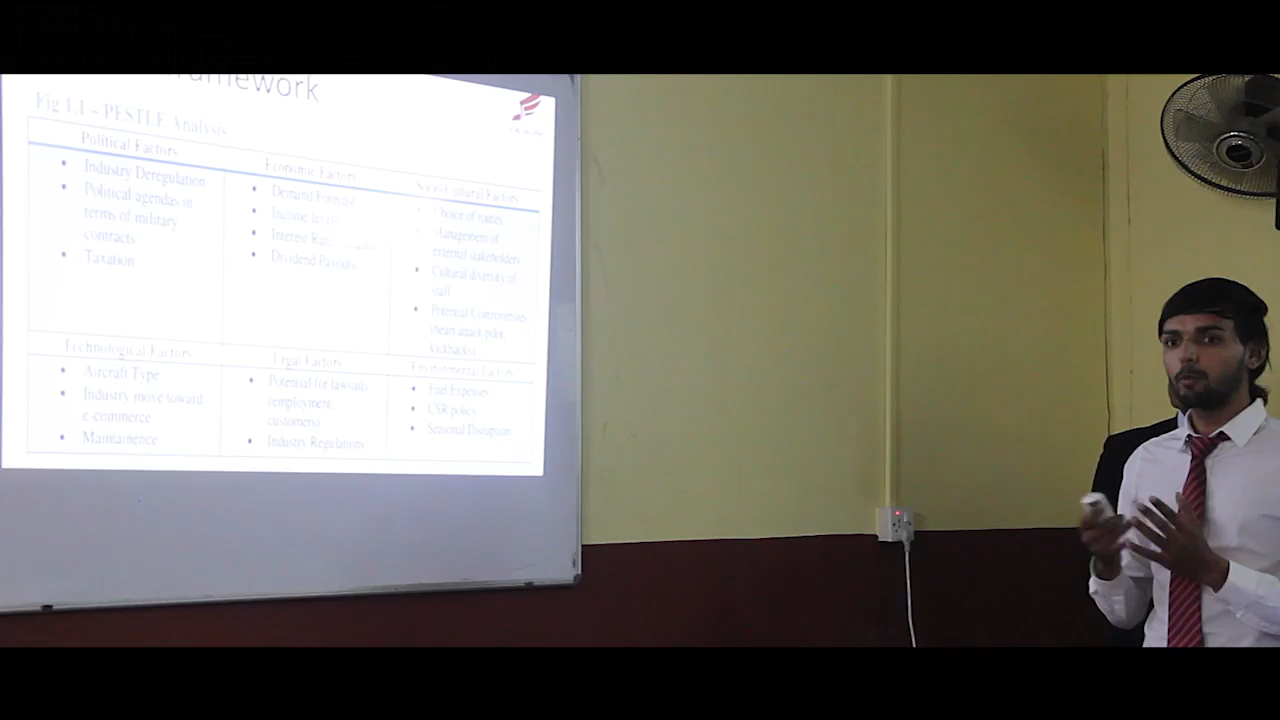 Framework
Fig 1.1 – PESTLE Analysis
Political Factors
Industry Deregulation
Political agendas in
terms of military
contracts
Taxation
Economic Factors
Demand Forecast
Income levels
Interest
Dividend Payouts
Socio-Cultural Factors
Choice of routes
Management of
external stakeholders
Cultural diversity of
staff
Potential Controversies
(heart attack pilot,
kickbacks)
Technological Factors
Aircraft Type
Industry move toward
e-commerce
Maintainence
Legal Factors
Potential for lawsuits
(employment,
customers)
Industry Regulations
Environmental Factors
Fuel Expenses
CSR policy
Seasonal Disruption